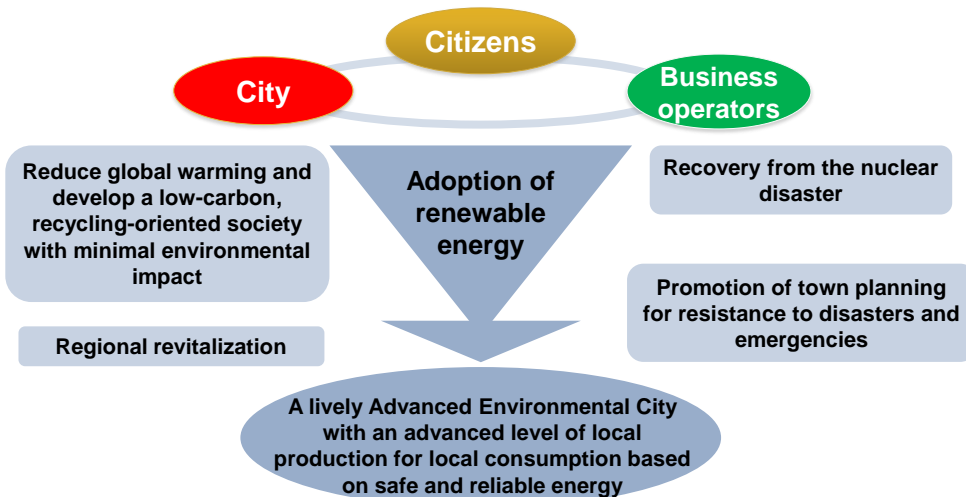 Citizens
City
Business
operators
Reduce global warming and
develop a low-carbon,
recycling-oriented society
with minimal environmental
impact
Adoption of
renewable
energy
Recovery from the nuclear
disaster
Regional revitalization
Promotion of town planning
for resistance to disasters and
emergencies
A lively Advanced Environmental City
with an advanced level of local
production for local consumption based
on safe and reliable energy